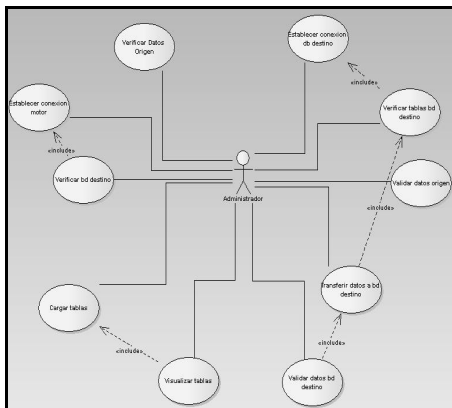 Verificar Datos
Origen
Establecer conexion
db destino
Establecer conexion
motor
Verificar tablas bd
destino
«include»
«include»
Verificar bd destino
Validar datos origen
Administrador
«include»
Transferir datos a bd
destino
Cargar tablas
«include»
«include»
Visualizar tablas
Validar datos bd
destino